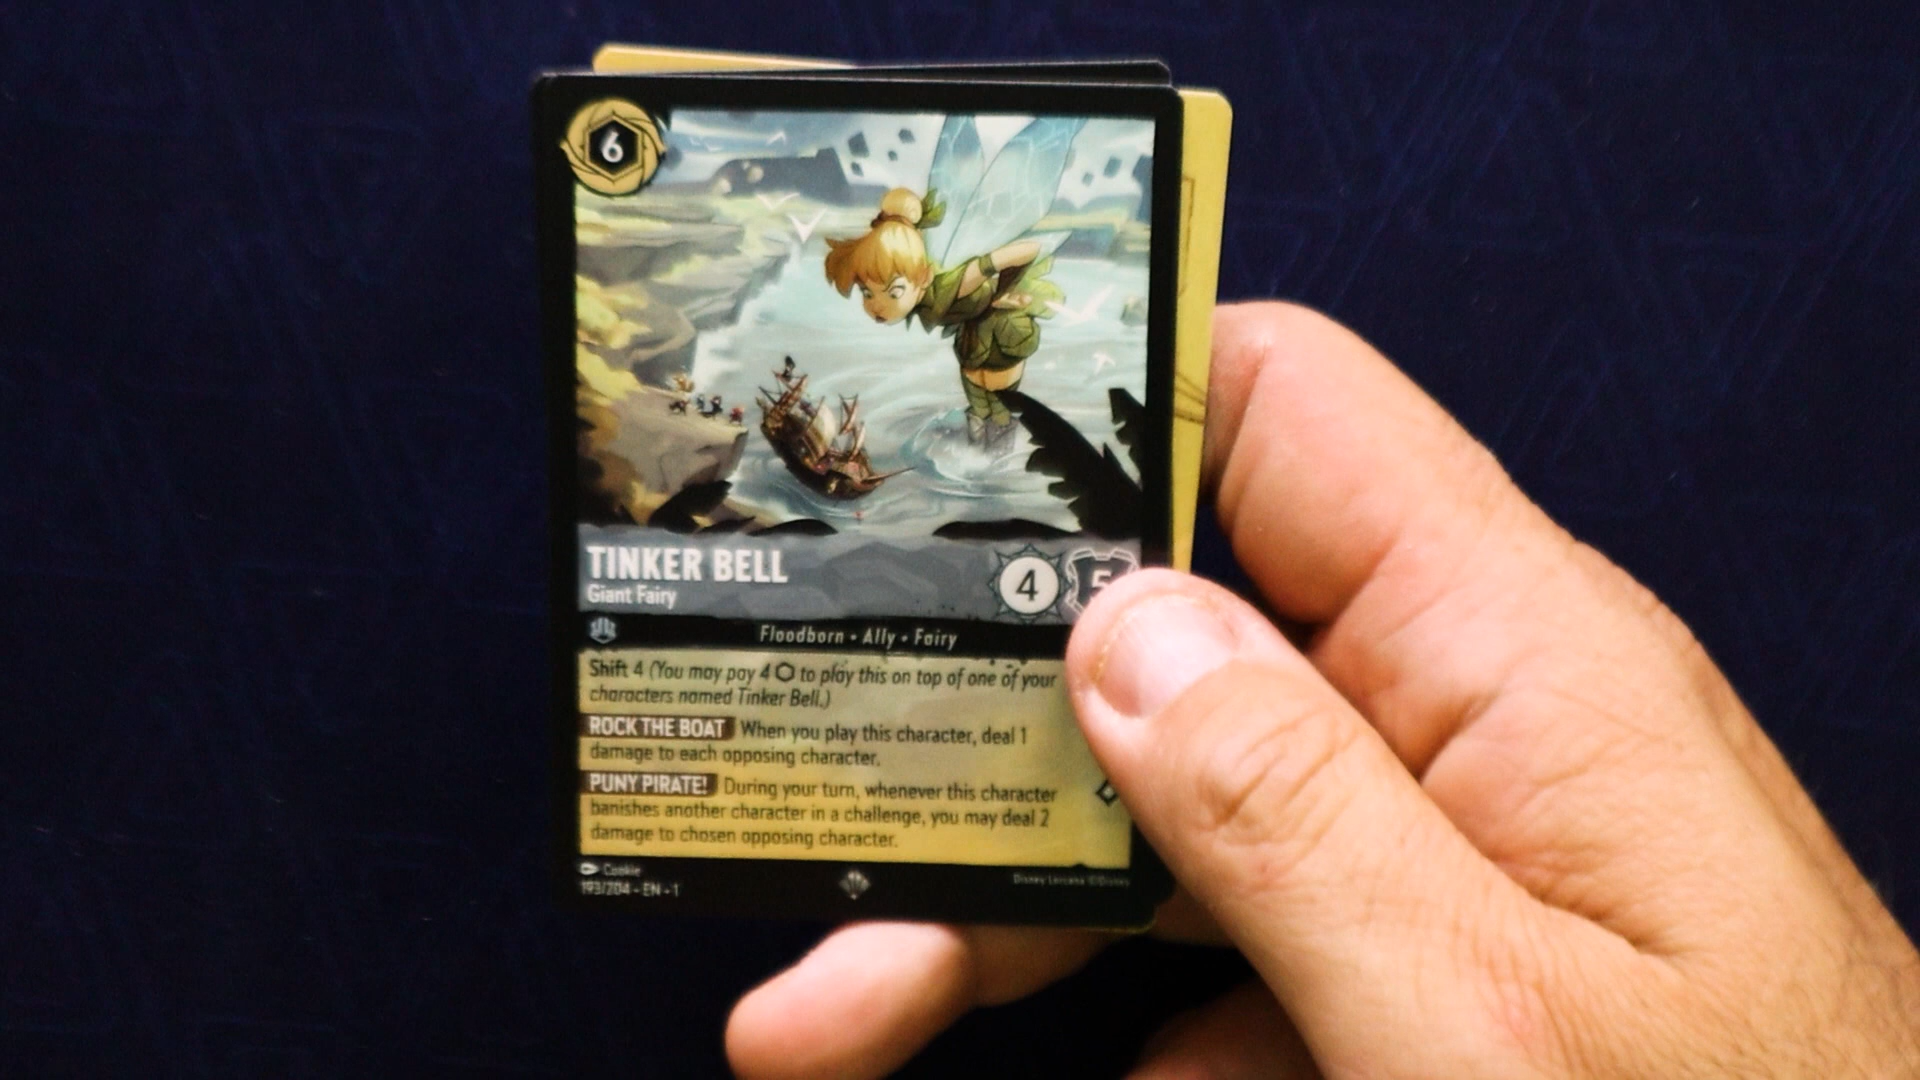 6
TINKER BELL
Giant Fairy
4 5
Floodborn • Ally • Fairy
Shift 4 (You may pay 4 ⬡ to play this on top of one of your
characters named Tinker Bell.)
ROCK THE BOAT When you play this character, deal 1
damage to each opposing character.
PUNY PIRATE! During your turn, whenever this character
banishes another character in a challenge, you may deal 2
damage to chosen opposing character.
Cookie
193/204 - EN - 1
Disney Lorcana ©Disney